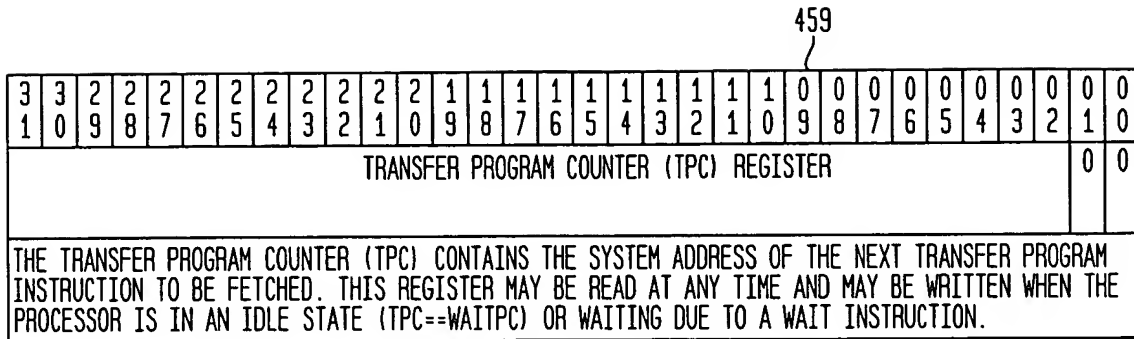 459
3 3 2 2 2 2 2 2 2 2 2 2 1 1 1 1 1 1 1 1 1 1 0 0 0 0 0 0 0 0 0 0
1 0 9 8 7 6 5 4 3 2 1 0 9 8 7 6 5 4 3 2 1 0 9 8 7 6 5 4 3 2 1 0
TRANSFER PROGRAM COUNTER (TPC) REGISTER 0 0
THE TRANSFER PROGRAM COUNTER (TPC) CONTAINS THE SYSTEM ADDRESS OF THE NEXT TRANSFER PROGRAM
INSTRUCTION TO BE FETCHED. THIS REGISTER MAY BE READ AT ANY TIME AND MAY BE WRITTEN WHEN THE
PROCESSOR IS IN AN IDLE STATE (TPC==WAITPC) OR WAITING DUE TO A WAIT INSTRUCTION.